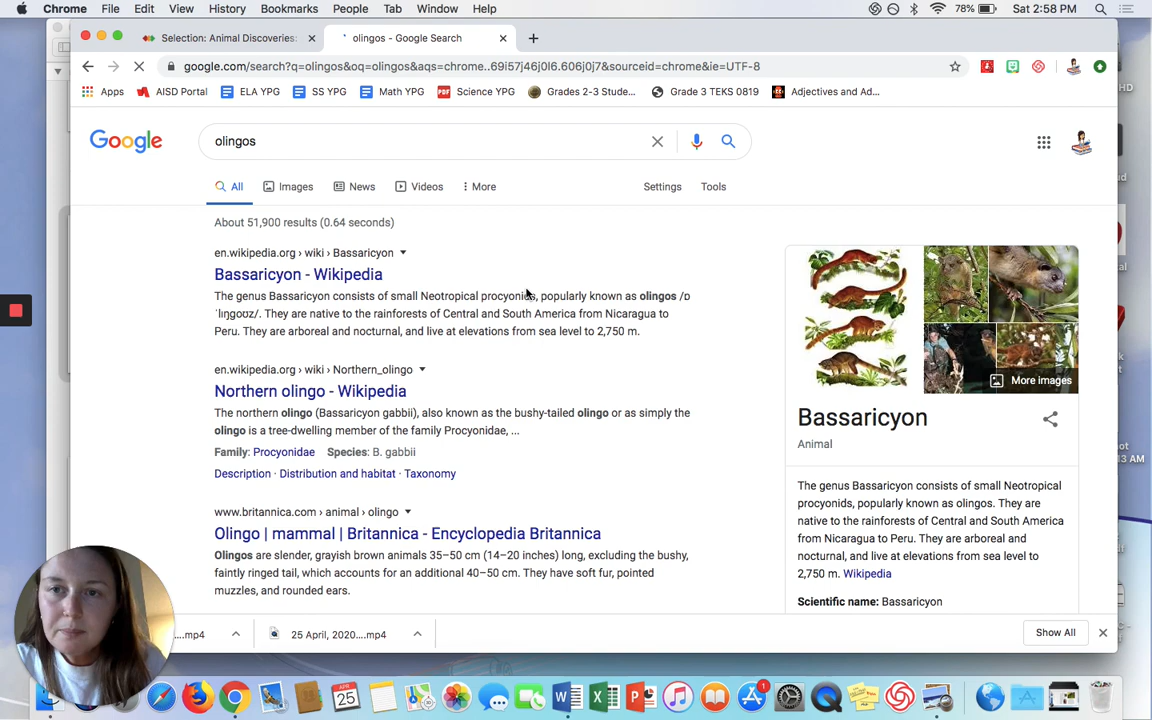 Chrome File Edit View History Bookmarks People Tab Window Help 78% Sat 2:58 PM
Selection: Animal Discoveries: olingos - Google Search
google.com/search?q=olingos&oq=olingos&aqs=chrome..69i57j46j0l6.606j0j7&sourceid=chrome&ie=UTF-8
Apps AISD Portal ELA YPG SS YPG Math YPG Science YPG Grades 2-3 Stude... Grade 3 TEKS 0819 Adjectives and Ad...
Google olingos
All Images News Videos More Settings Tools
About 51,900 results (0.64 seconds)
en.wikipedia.org › wiki › Bassaricyon
Bassaricyon - Wikipedia
The genus Bassaricyon consists of small Neotropical procyonids, popularly known as olingos /ɒ
ˈlɪŋɡoʊz/. They are native to the rainforests of Central and South America from Nicaragua to
Peru. They are arboreal and nocturnal, and live at elevations from sea level to 2,750 m.
en.wikipedia.org › wiki › Northern_olingo
Northern olingo - Wikipedia
The northern olingo (Bassaricyon gabbii), also known as the bushy-tailed olingo or as simply the
olingo is a tree-dwelling member of the family Procyonidae, ...
Family: Procyonidae Species: B. gabbii
Description · Distribution and habitat · Taxonomy
www.britannica.com › animal › olingo
Olingo | mammal | Britannica - Encyclopedia Britannica
Olingos are slender, grayish brown animals 35–50 cm (14–20 inches) long, excluding the bushy,
faintly ringed tail, which accounts for an additional 40–50 cm. They have soft fur, pointed
muzzles, and rounded ears.
More images
Bassaricyon
Animal
The genus Bassaricyon consists of small Neotropical
procyonids, popularly known as olingos. They are
native to the rainforests of Central and South America
from Nicaragua to Peru. They are arboreal and
nocturnal, and live at elevations from sea level to
2,750 m. Wikipedia
Scientific name: Bassaricyon
....mp4 25 April, 2020....mp4 Show All
APR
25
1